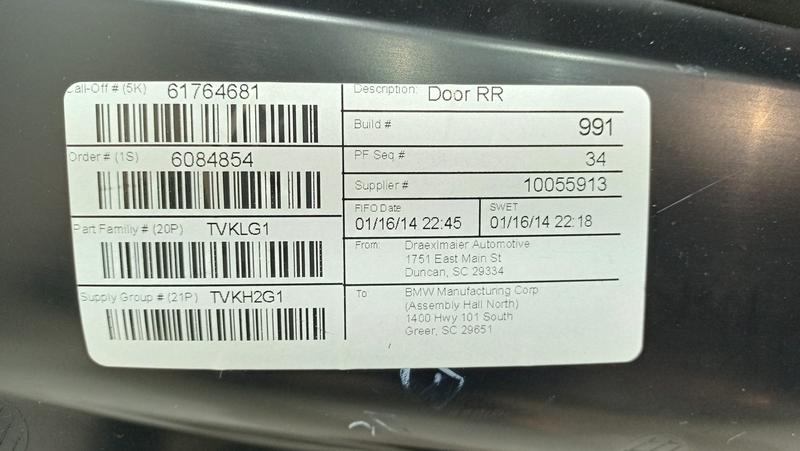 Call-Off # (5K) 61764681
Order # (1S) 6084854
Part Familiy # (20P) TVKLG1
Supply Group # (21P) TVKH2G1
Description: Door RR
Build # 991
PF Seq # 34
Supplier # 10055913
FIFO Date
01/16/14 22:45
SWET
01/16/14 22:18
From: Draexlmaier Automotive
1751 East Main St
Duncan, SC 29334
To BMW Manufacturing Corp
(Assembly Hall North)
1400 Hwy 101 South
Greer, SC 29651